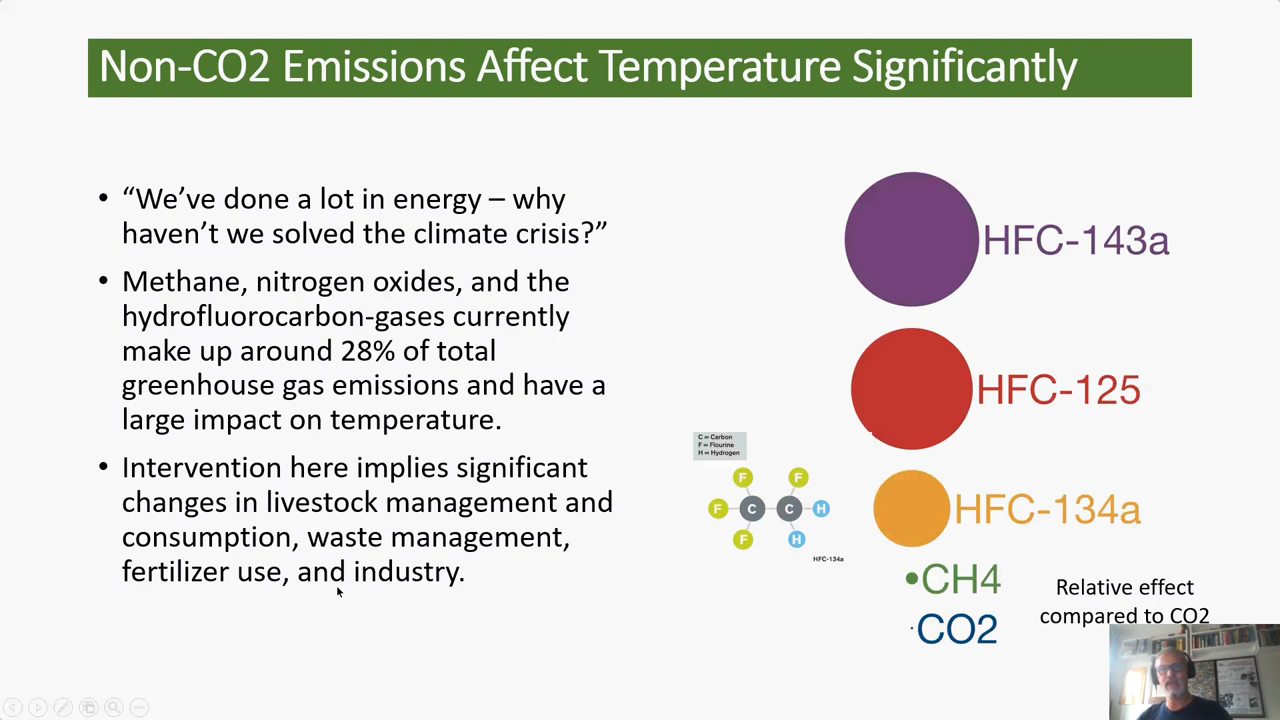 Non-CO2 Emissions Affect Temperature Significantly
• “We’ve done a lot in energy – why
haven’t we solved the climate crisis?”
• Methane, nitrogen oxides, and the
hydrofluorocarbon-gases currently
make up around 28% of total
greenhouse gas emissions and have a
large impact on temperature.
• Intervention here implies significant
changes in livestock management and
consumption, waste management,
fertilizer use, and industry.
HFC-143a
HFC-125
C = Carbon
F = Flourine
H = Hydrogen
F F
F C C H
F H
HFC-134a
HFC-134a
CH4
CO2
Relative effect
compared to CO2